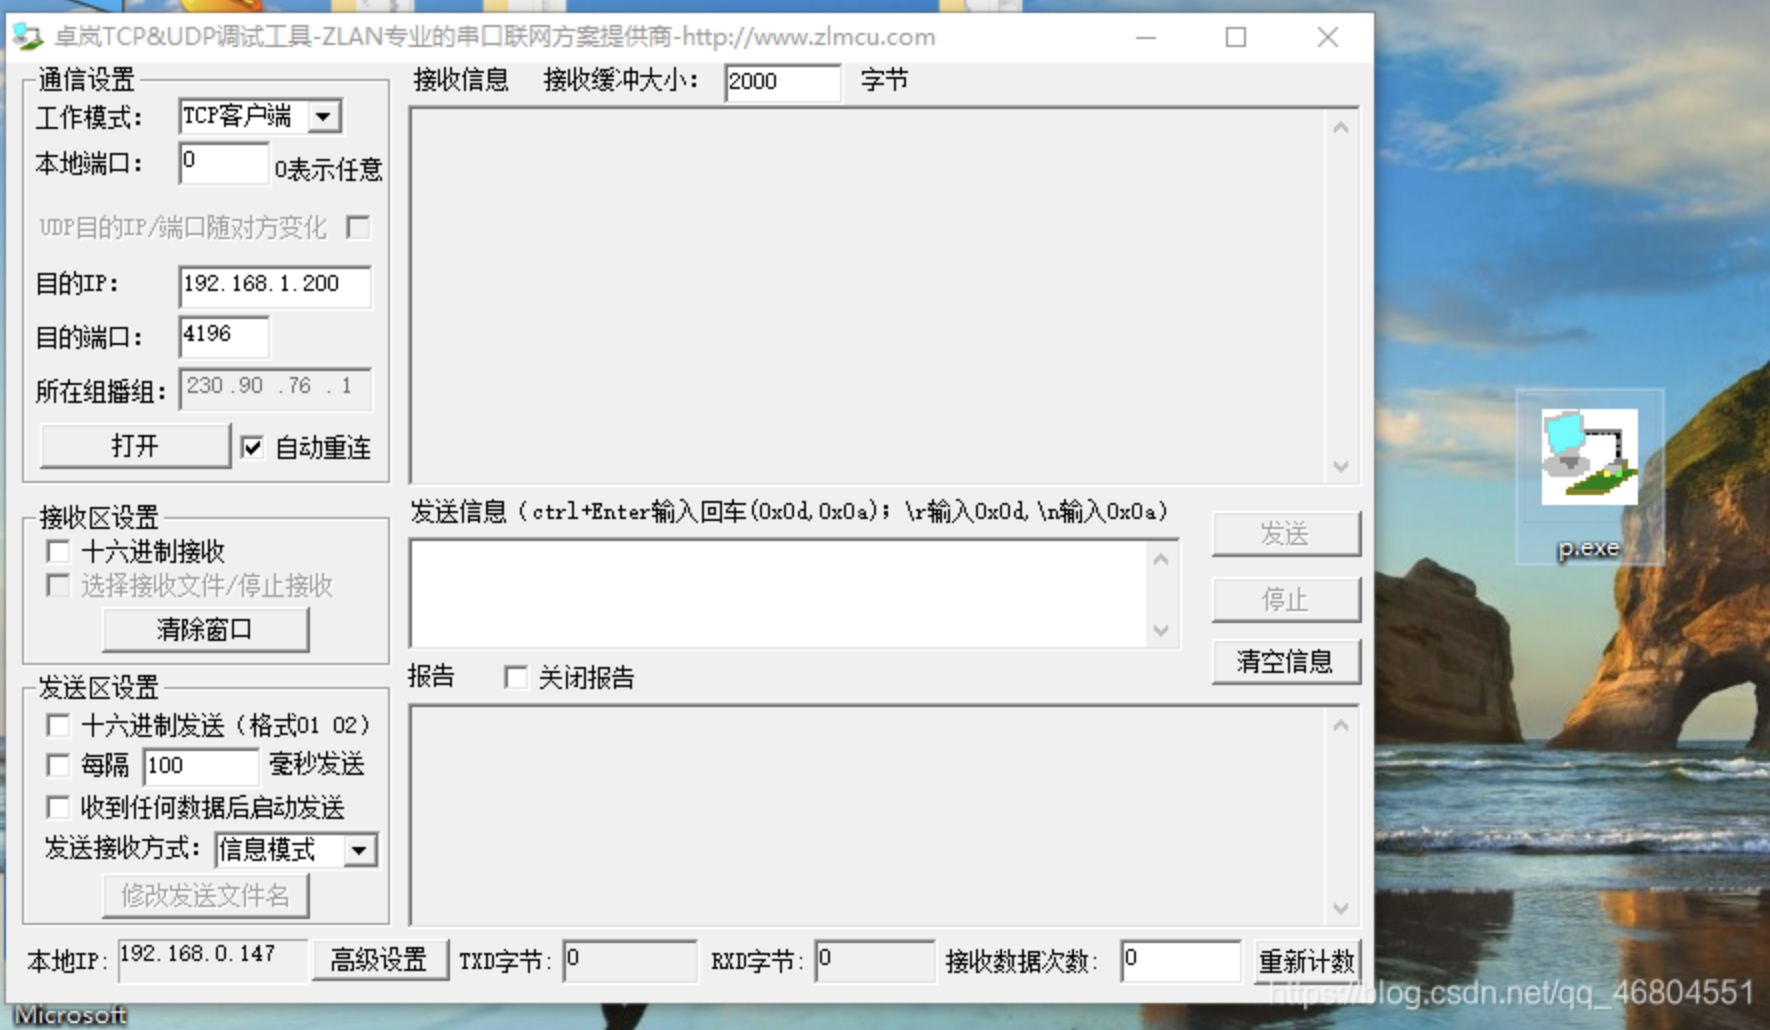 卓岚TCP&UDP调试工具-ZLAN专业的串口联网方案提供商-http://www.zlmcu.com
通信设置
工作模式: TCP客户端
本地端口: 0 0表示任意
UDP目的IP/端口随对方变化
目的IP: 192.168.1.200
目的端口: 4196
所在组播组: 230 .90 .76 . 1
打开 自动重连
接收区设置
十六进制接收
选择接收文件/停止接收
清除窗口
发送区设置
十六进制发送（格式01 02）
每隔 100 毫秒发送
收到任何数据后启动发送
发送接收方式: 信息模式
修改发送文件名
接收信息 接收缓冲大小: 2000 字节
发送信息（ctrl+Enter输入回车(0x0d,0x0a); \r输入0x0d,\n输入0x0a）
发送
停止
清空信息
报告 关闭报告
本地IP: 192.168.0.147 高级设置 TXD字节: 0 RXD字节: 0 接收数据次数: 0 重新计数
p.exe
Microsoft
https://blog.csdn.net/qq_46804551